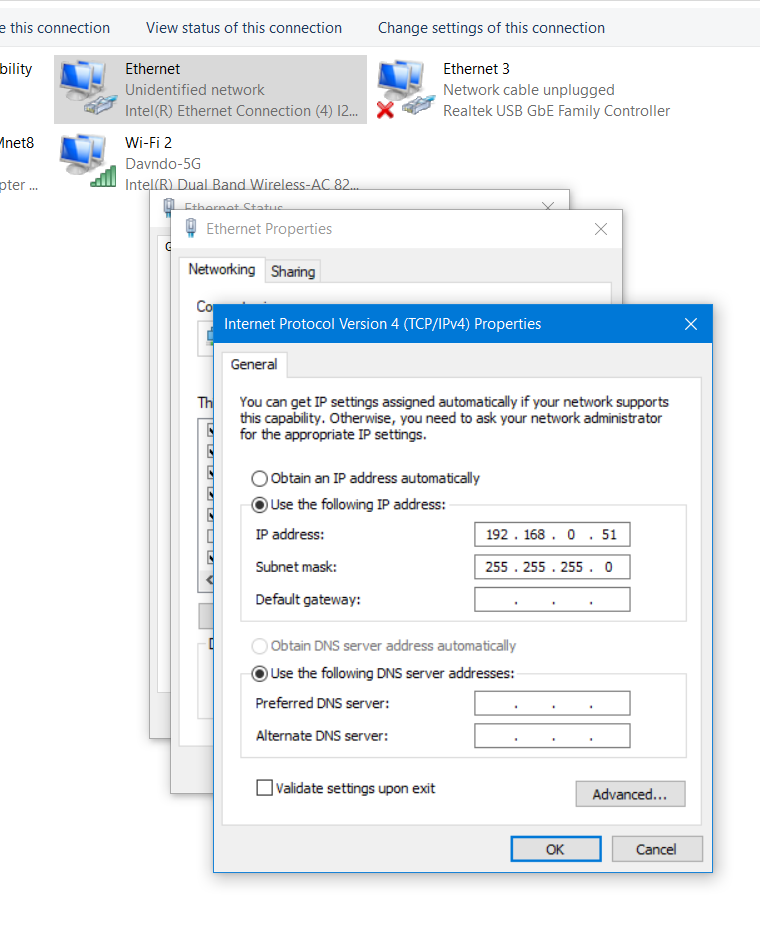 e this connection
View status of this connection
Change settings of this connection
bility
Ethernet
Unidentified network
Intel(R) Ethernet Connection (4) I2...
Ethernet 3
Network cable unplugged
Realtek USB GbE Family Controller
Mnet8
pter ...
Wi-Fi 2
Davndo-5G
Intel(R) Dual Band Wireless-AC 82...
Ethernet Status
G
Ethernet Properties
Networking
Sharing
Co
Th
D
Internet Protocol Version 4 (TCP/IPv4) Properties
General
You can get IP settings assigned automatically if your network supports
this capability. Otherwise, you need to ask your network administrator
for the appropriate IP settings.
Obtain an IP address automatically
Use the following IP address:
IP address:
192 . 168 . 0 . 51
Subnet mask:
255 . 255 . 255 . 0
Default gateway:
. . .
Obtain DNS server address automatically
Use the following DNS server addresses:
Preferred DNS server:
. . .
Alternate DNS server:
. . .
Validate settings upon exit
Advanced...
OK
Cancel